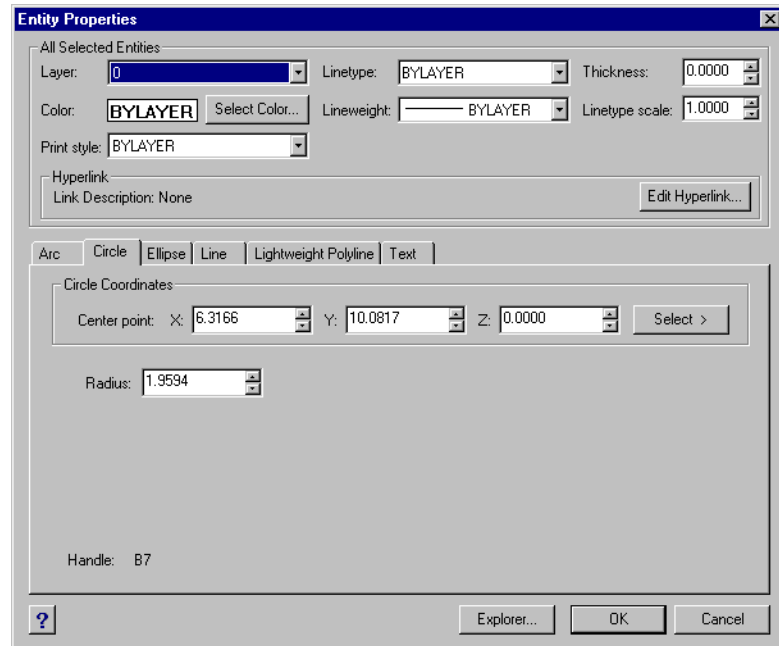 Entity Properties
All Selected Entities
Layer: 0 Linetype: BYLAYER Thickness: 0.0000
Color: BYLAYER Select Color... Lineweight: BYLAYER Linetype scale: 1.0000
Print style: BYLAYER
Hyperlink
Link Description: None Edit Hyperlink...
Arc Circle Ellipse Line Lightweight Polyline Text
Circle Coordinates
Center point: X: 6.3166 Y: 10.0817 Z: 0.0000 Select >
Radius: 1.9594
Handle: B7
? Explorer... OK Cancel